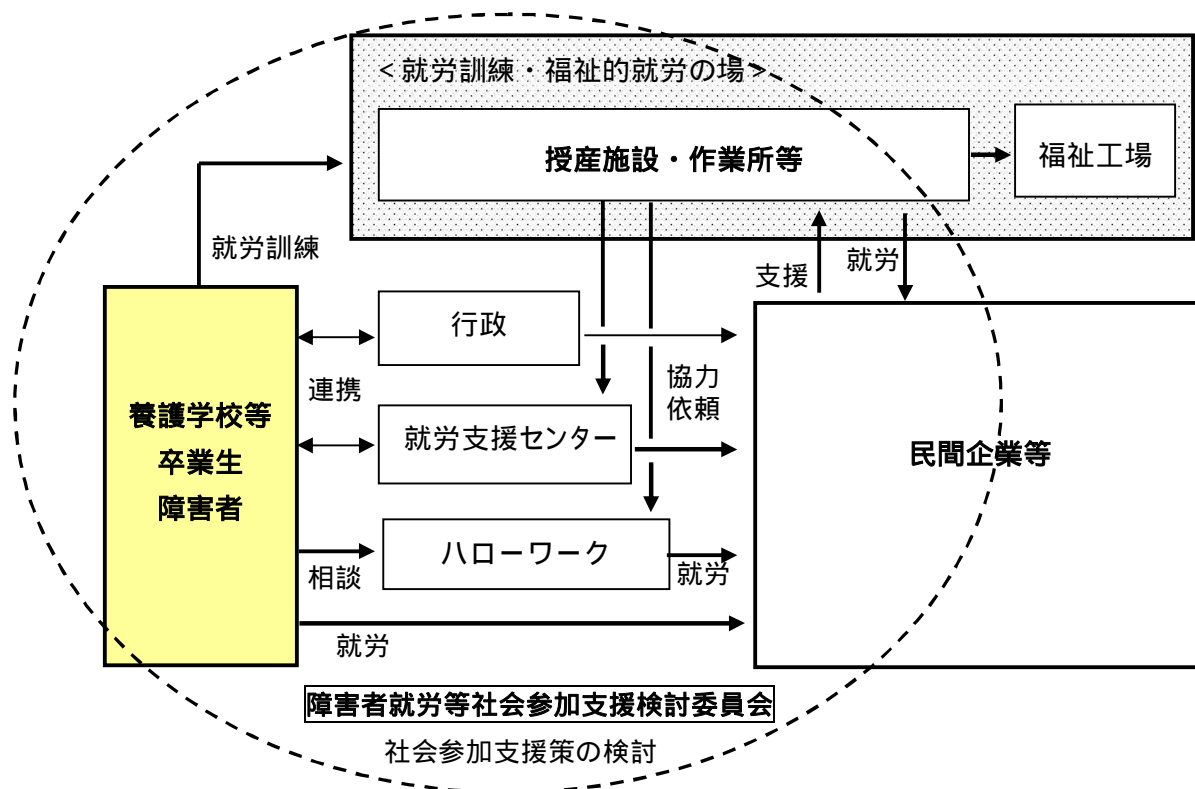 ＜就労訓練・福祉的就労の場＞
授産施設・作業所等
福祉工場
就労訓練
支援
就労
行政
連携
協力
依頼
養護学校等
卒業生
障害者
就労支援センター
民間企業等
ハローワーク
相談
就労
就労
障害者就労等社会参加支援検討委員会
社会参加支援策の検討